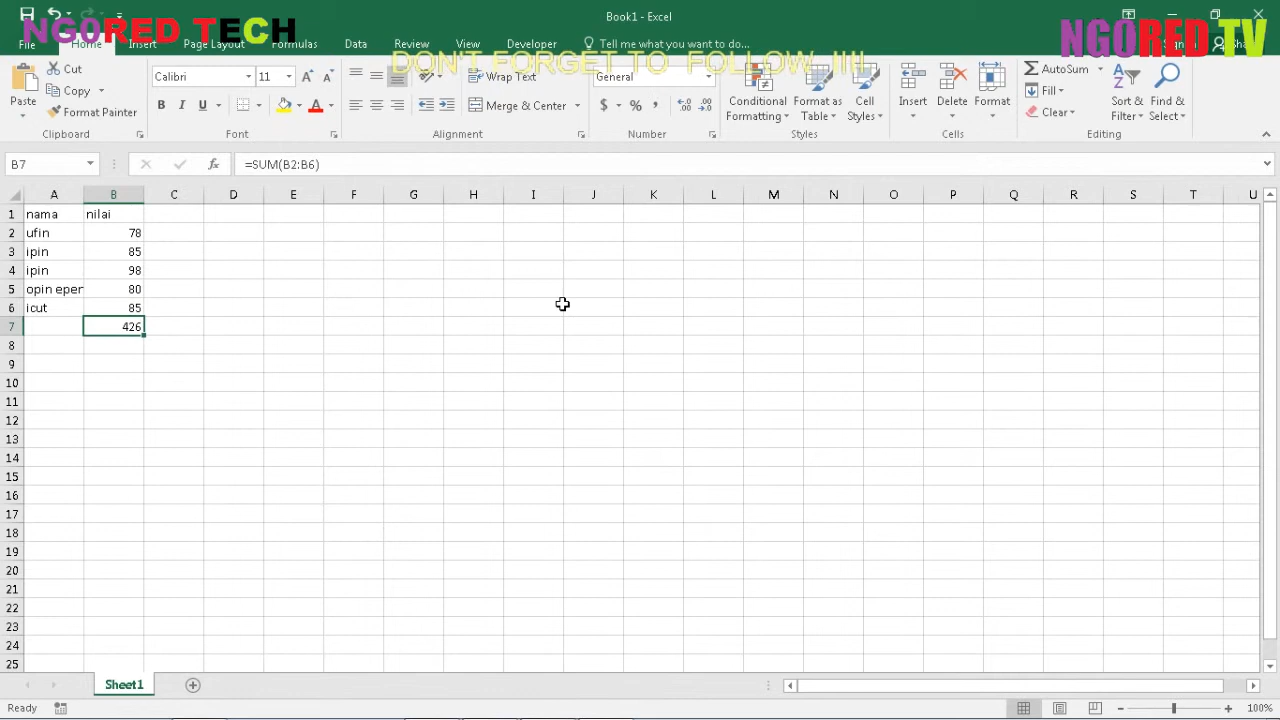 Book1 - Excel
NGORED TECH
NGORED TV
File Home Insert Page Layout Formulas Data Review View Developer Tell me what you want to do...
DON'T FORGET TO FOLLOW !!!!
Cut
Copy
Format Painter
Paste
Clipboard
Calibri 11
B I U
Font
Wrap Text
Merge & Center
Alignment
General
$ % ,
Number
Conditional Formatting
Format as Table
Cell Styles
Styles
Insert Delete Format
Cells
AutoSum
Fill
Clear
Sort & Filter
Find & Select
Editing
B7 fx =SUM(B2:B6)
A B C D E F G H I J K L M N O P Q R S T U
1 nama nilai
2 ufin 78
3 ipin 85
4 ipin 98
5 opin eper 80
6 icut 85
7 426
8
9
10
11
12
13
14
15
16
17
18
19
20
21
22
23
24
25
Sheet1
Ready 100%